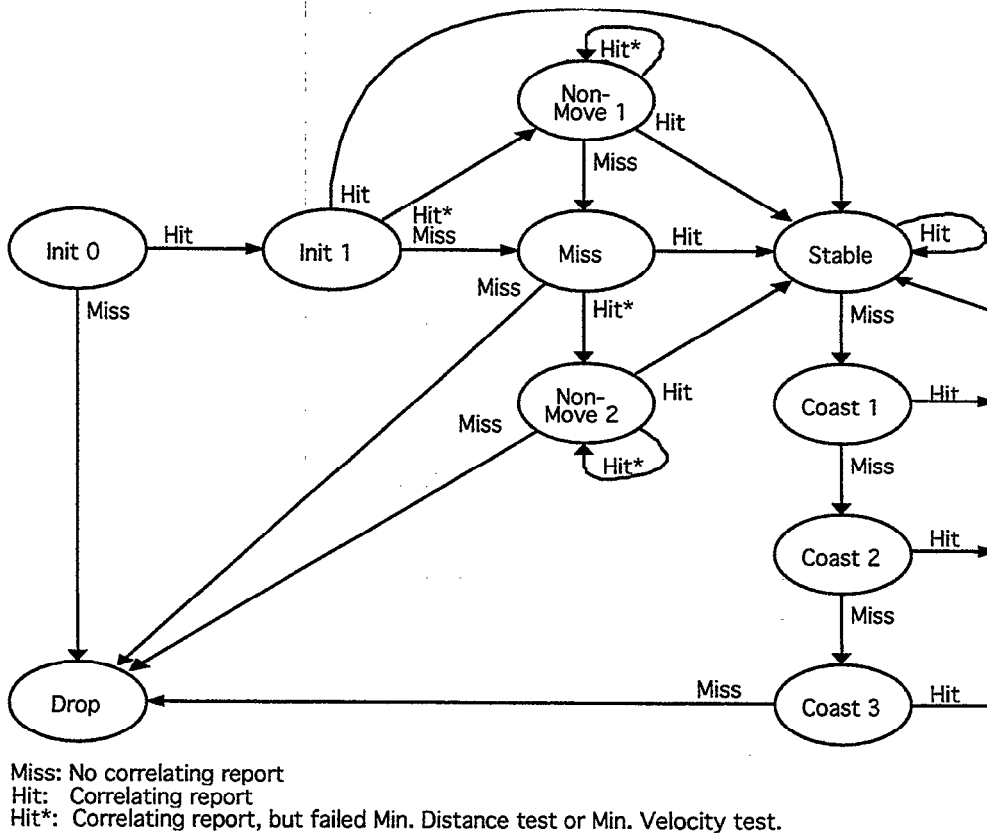 Hit*
Non-
Move 1
Hit
Miss
Hit
Hit*
Init 0
Hit
Init 1
Miss
Miss
Hit
Stable
Hit
Miss
Miss
Hit*
Miss
Non-
Move 2
Hit
Miss
Hit*
Coast 1
Hit
Miss
Coast 2
Hit
Miss
Drop
Miss
Coast 3
Hit
Miss: No correlating report
Hit: Correlating report
Hit*: Correlating report, but failed Min. Distance test or Min. Velocity test.